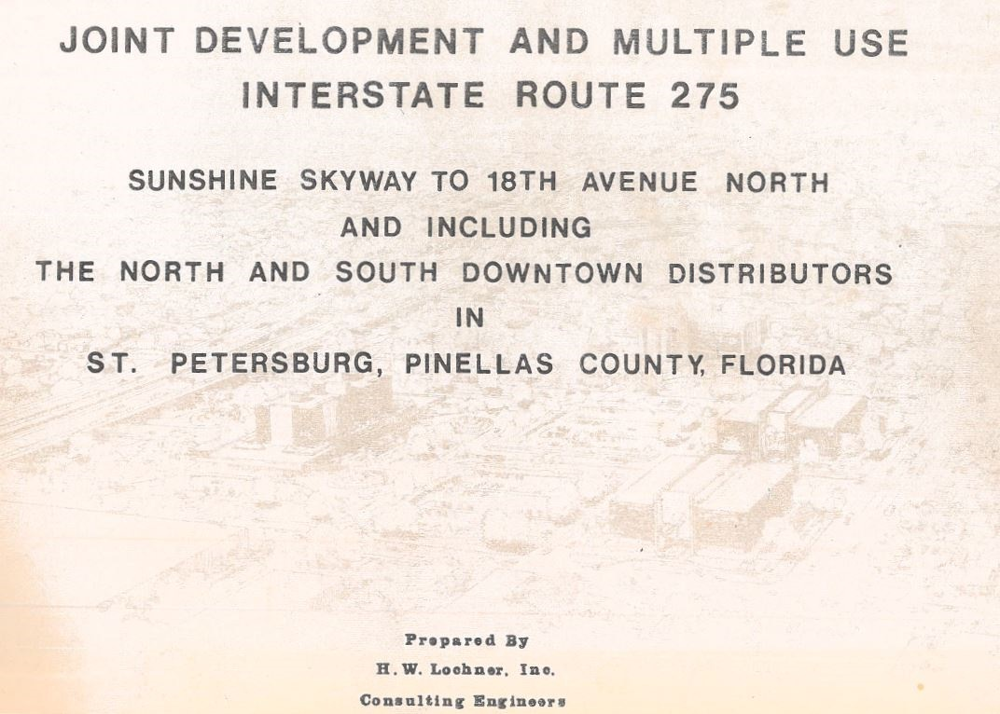 JOINT DEVELOPMENT AND MULTIPLE USE
INTERSTATE ROUTE 275
SUNSHINE SKYWAY TO 18TH AVENUE NORTH
AND INCLUDING
THE NORTH AND SOUTH DOWNTOWN DISTRIBUTORS
IN
ST. PETERSBURG, PINELLAS COUNTY, FLORIDA
Prepared By
H.W. Lochner, Inc.
Consulting Engineers